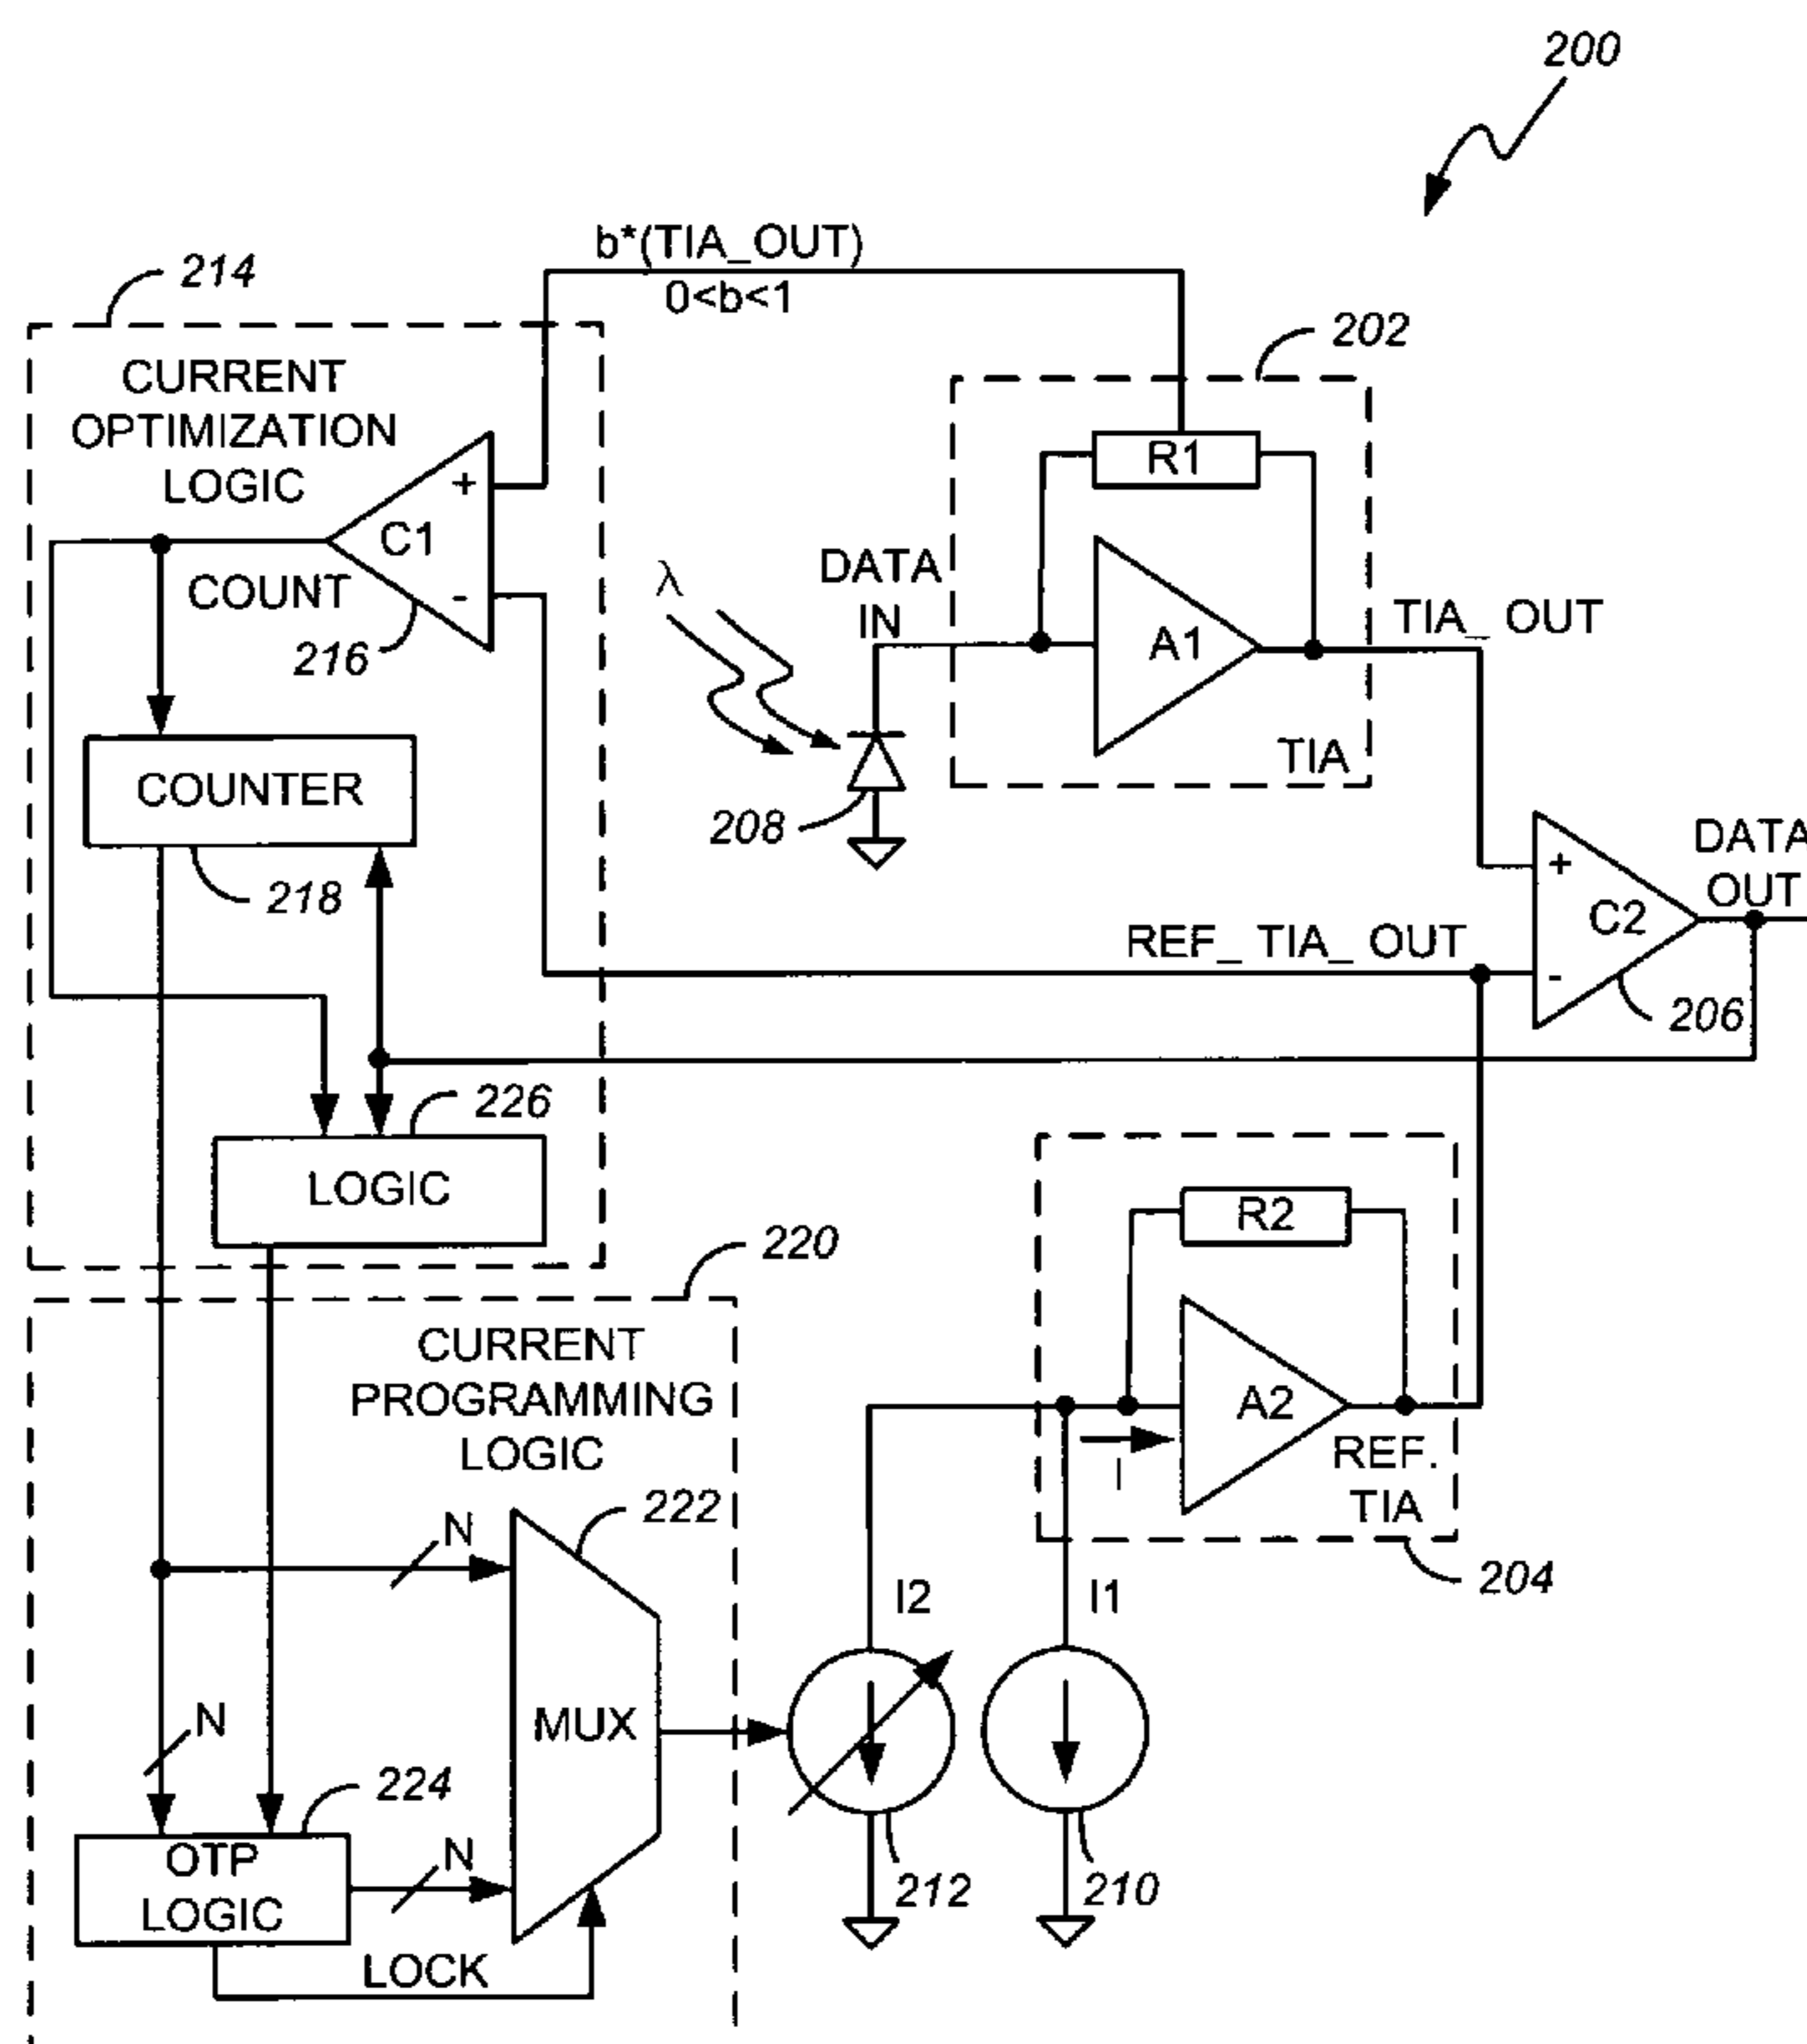 200
b*(TIA_OUT)
0<b<1
214
202
CURRENT
OPTIMIZATION
LOGIC
+
C1
-
COUNT
216
R1
λ
DATA
IN
A1
TIA_ OUT
TIA
208
COUNTER
218
DATA
OUT
+
C2
-
206
REF_ TIA_ OUT
226
LOGIC
220
R2
A2
I
REF.
TIA
204
CURRENT
PROGRAMMING
LOGIC
222
N
N
MUX
I2
I1
224
OTP
LOGIC
N
LOCK
212
210